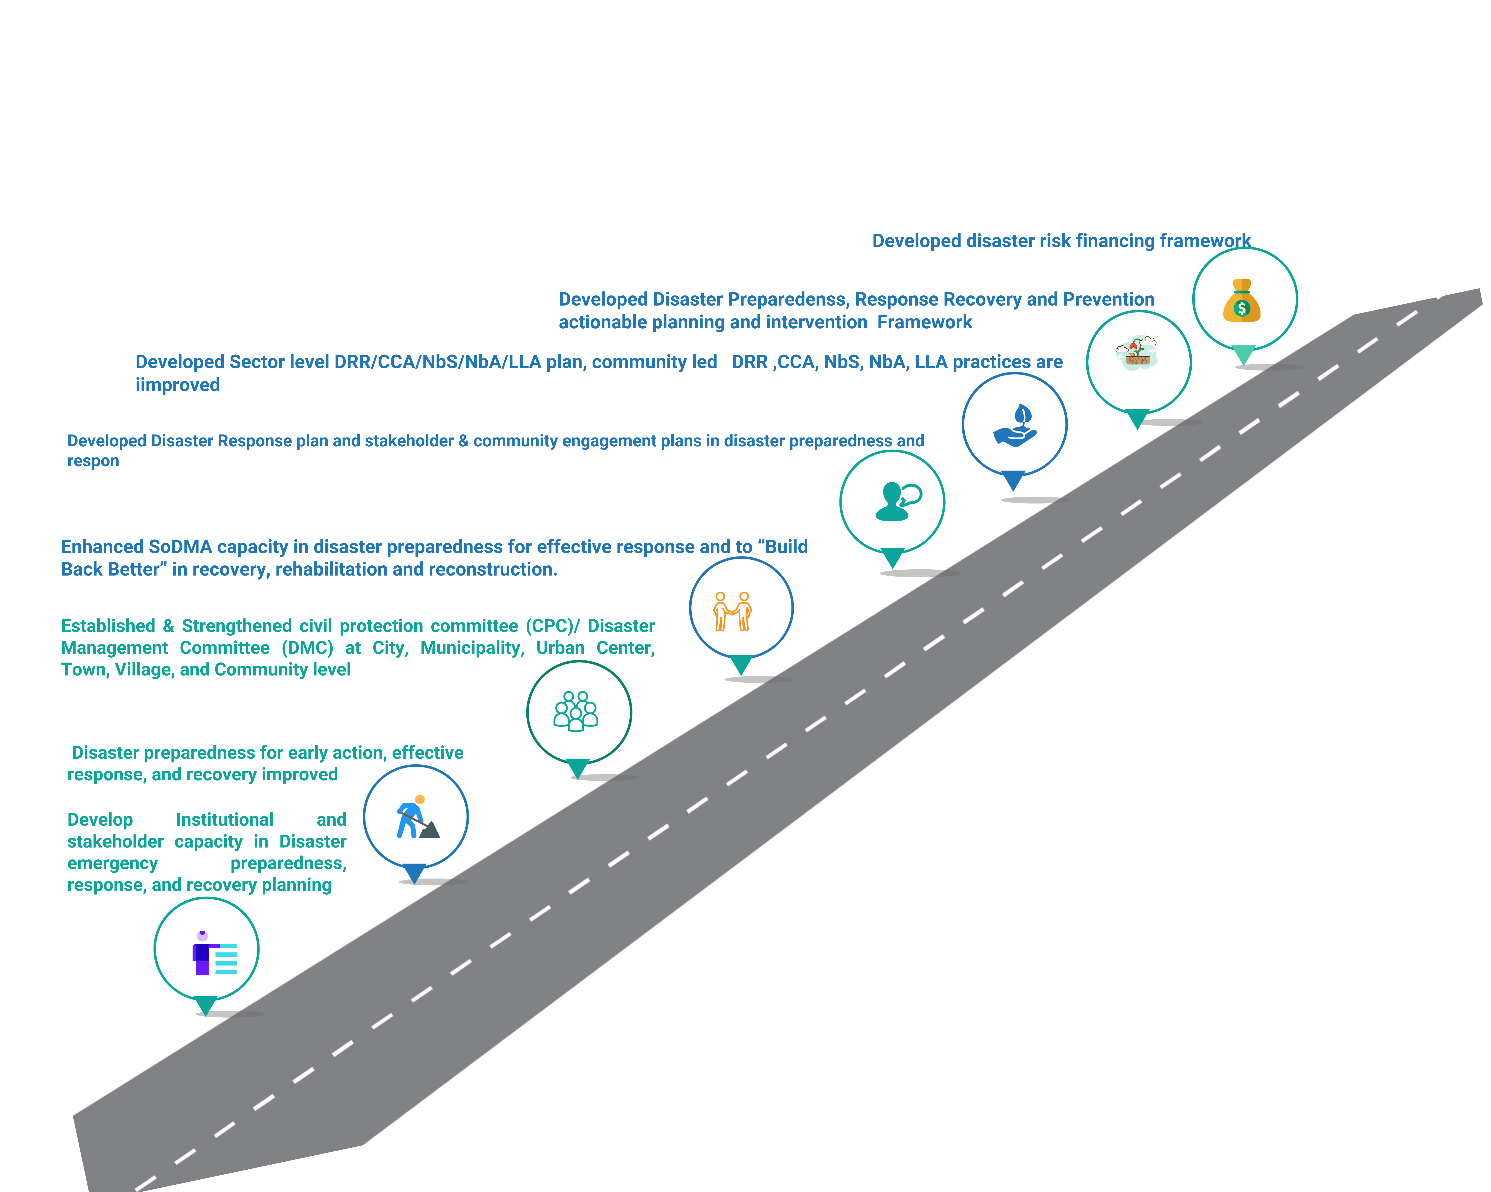 Developed disaster risk financing framework
Developed Disaster Preparedenss, Response Recovery and Prevention
actionable planning and intervention Framework
Developed Sector level DRR/CCA/NbS/NbA/LLA plan, community led DRR ,CCA, NbS, NbA, LLA practices are
iimproved
Developed Disaster Response plan and stakeholder & community engagement plans in disaster preparedness and
respon
Enhanced SoDMA capacity in disaster preparedness for effective response and to “Build
Back Better” in recovery, rehabilitation and reconstruction.
Established & Strengthened civil protection committee (CPC)/ Disaster
Management Committee (DMC) at City, Municipality, Urban Center,
Town, Village, and Community level
Disaster preparedness for early action, effective
response, and recovery improved
Develop Institutional and
stakeholder capacity in Disaster
emergency preparedness,
response, and recovery planning
$